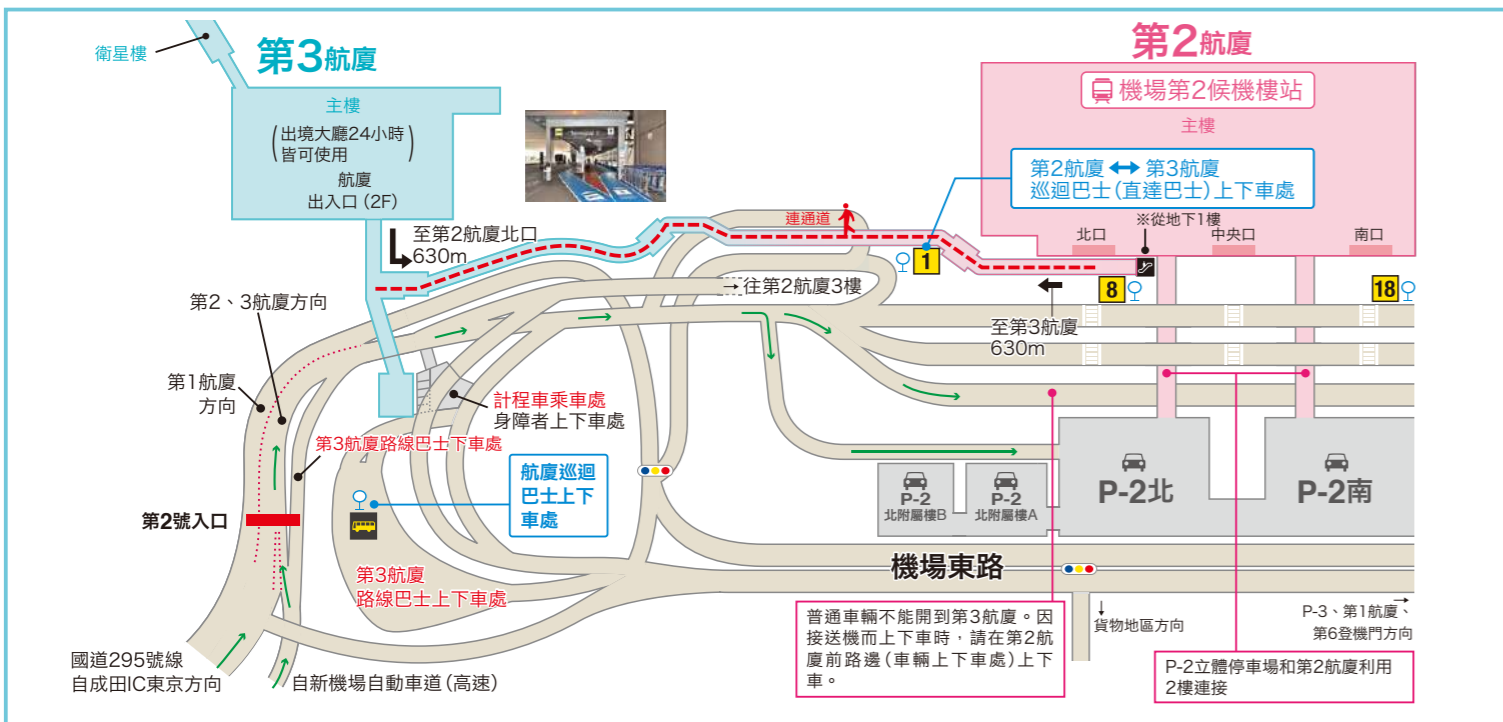 衛星樓
第3航廈
主樓
(出境大廳24小時
皆可使用)
航廈
出入口 (2F)
第2航廈
機場第2候機樓站
主樓
第2航廈 ↔ 第3航廈
巡迴巴士(直達巴士)上下車處
※從地下1樓
北口
中央口
南口
連通道
1
8
18
至第2航廈北口
630m
→往第2航廈3樓
至第3航廈
630m
第2、3航廈方向
第1航廈
方向
計程車乘車處
身障者上下車處
第3航廈路線巴士下車處
航廈巡迴
巴士上下
車處
第2號入口
第3航廈
路線巴士上下車處
P-2
北附屬樓B
P-2
北附屬樓A
P-2北
P-2南
機場東路
普通車輛不能開到第3航廈。因
接送機而上下車時，請在第2航
廈前路邊(車輛上下車處)上下
車。
↓貨物地區方向
→
P-3、第1航廈、
第6登機門方向
P-2立體停車場和第2航廈利用
2樓連接
國道295號線
自成田IC東京方向
自新機場自動車道(高速)